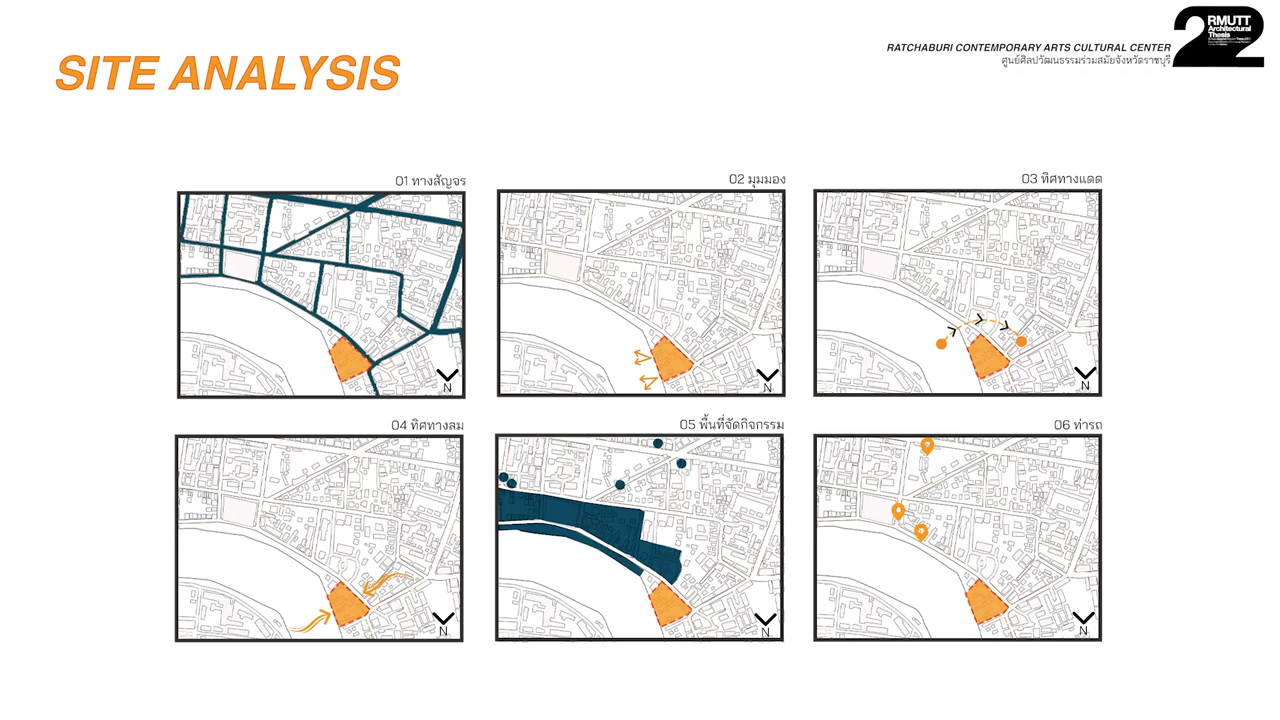 SITE ANALYSIS
RATCHABURI CONTEMPORARY ARTS CULTURAL CENTER
ศูนย์ศิลปวัฒนธรรมร่วมสมัยจังหวัดราชบุรี
2
RMUTT
Architectural
Thesis
01 ทางสัญจร
N
02 มุมมอง
N
03 ทิศทางแดด
N
04 ทิศทางลม
N
05 พื้นที่จัดกิจกรรม
N
06 ท่ารถ
N